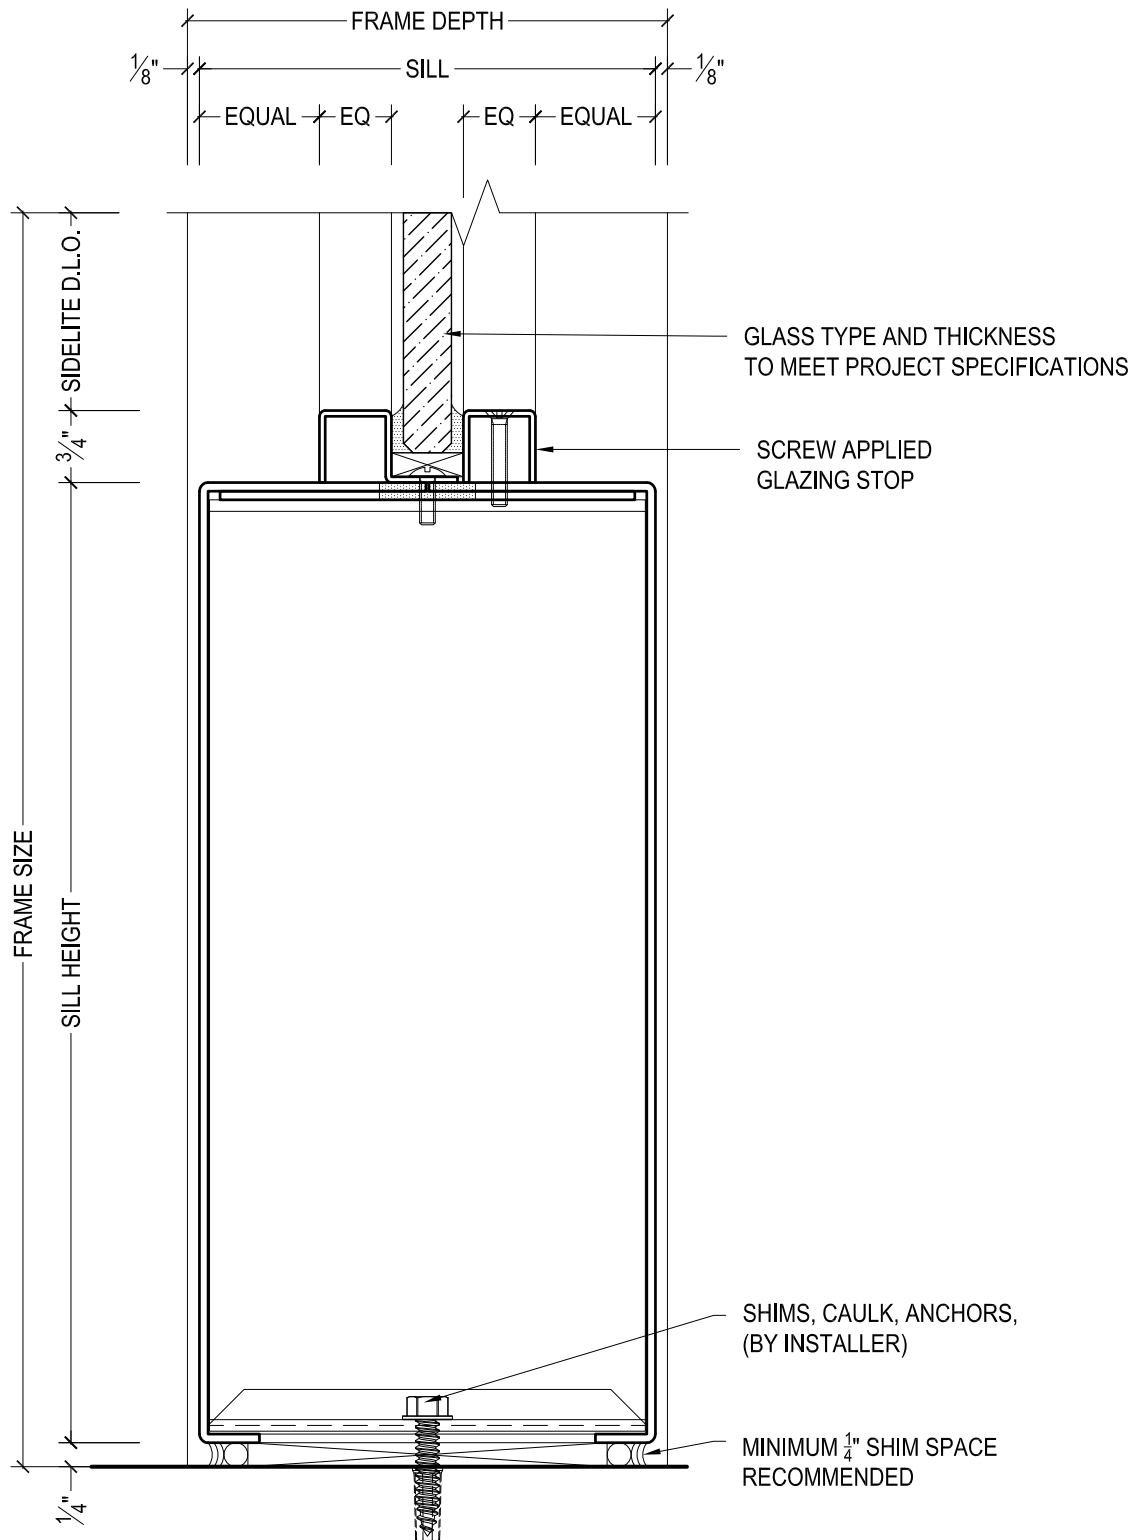 FRAME DEPTH
1/8"
SILL
1/8"
EQUAL
EQ
EQ
EQUAL
SIDELITE D.L.O.
3/4"
GLASS TYPE AND THICKNESS
TO MEET PROJECT SPECIFICATIONS
SCREW APPLIED
GLAZING STOP
FRAME SIZE
SILL HEIGHT
SHIMS, CAULK, ANCHORS,
(BY INSTALLER)
MINIMUM 1/4" SHIM SPACE
RECOMMENDED
1/4"